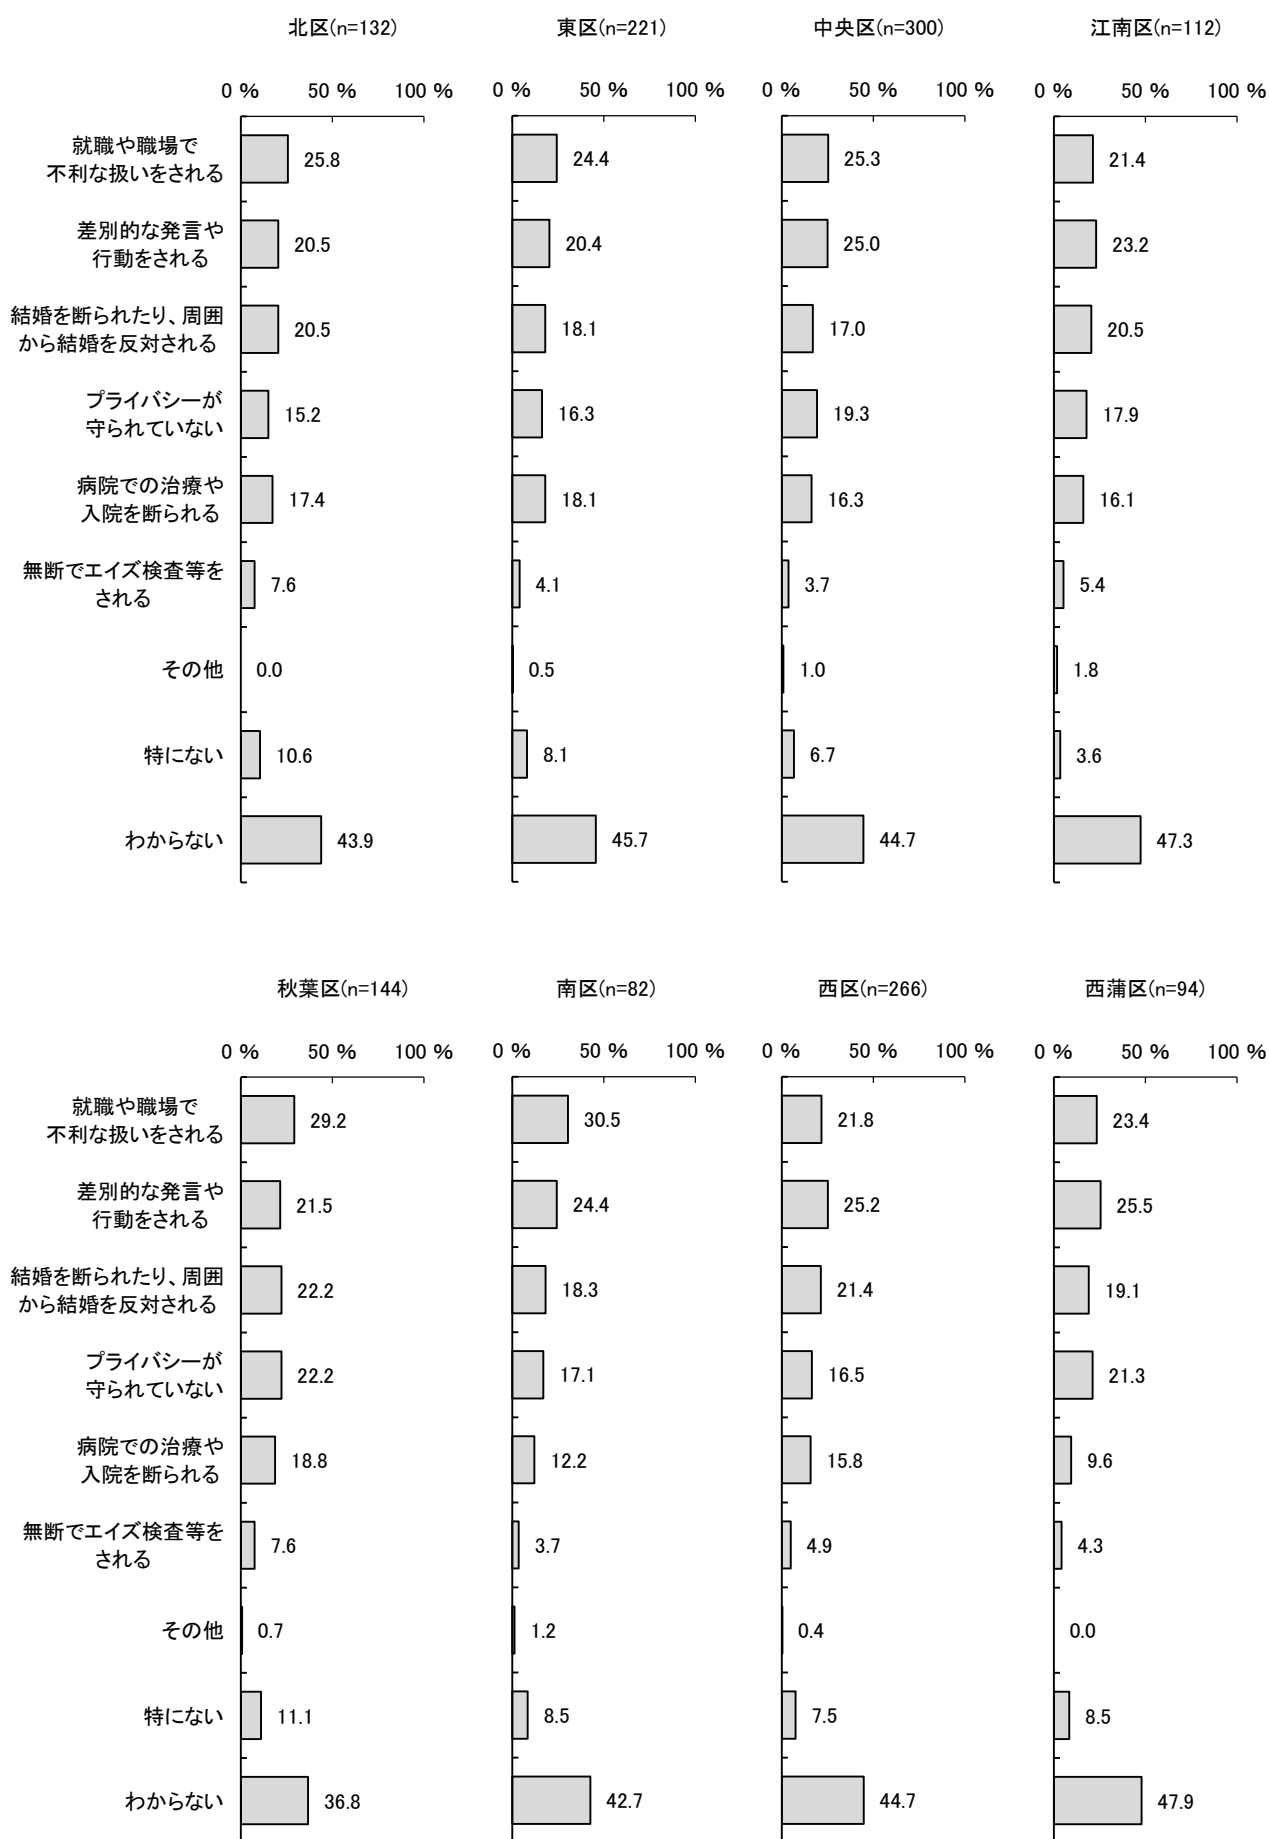 北区(n=132) 東区(n=221) 中央区(n=300) 江南区(n=112)
0 % 50 % 100 % 0 % 50 % 100 % 0 % 50 % 100 % 0 % 50 % 100 %
就職や職場で
不利な扱いをされる
25.8 24.4 25.3 21.4
差別的な発言や
行動をされる
20.5 20.4 25.0 23.2
結婚を断られたり、周囲
から結婚を反対される
20.5 18.1 17.0 20.5
プライバシーが
守られていない
15.2 16.3 19.3 17.9
病院での治療や
入院を断られる
17.4 18.1 16.3 16.1
無断でエイズ検査等を
される
7.6 4.1 3.7 5.4
その他 0.0 0.5 1.0 1.8
特にない 10.6 8.1 6.7 3.6
わからない 43.9 45.7 44.7 47.3
秋葉区(n=144) 南区(n=82) 西区(n=266) 西蒲区(n=94)
0 % 50 % 100 % 0 % 50 % 100 % 0 % 50 % 100 % 0 % 50 % 100 %
就職や職場で
不利な扱いをされる
29.2 30.5 21.8 23.4
差別的な発言や
行動をされる
21.5 24.4 25.2 25.5
結婚を断られたり、周囲
から結婚を反対される
22.2 18.3 21.4 19.1
プライバシーが
守られていない
22.2 17.1 16.5 21.3
病院での治療や
入院を断られる
18.8 12.2 15.8 9.6
無断でエイズ検査等を
される
7.6 3.7 4.9 4.3
その他 0.7 1.2 0.4 0.0
特にない 11.1 8.5 7.5 8.5
わからない 36.8 42.7 44.7 47.9